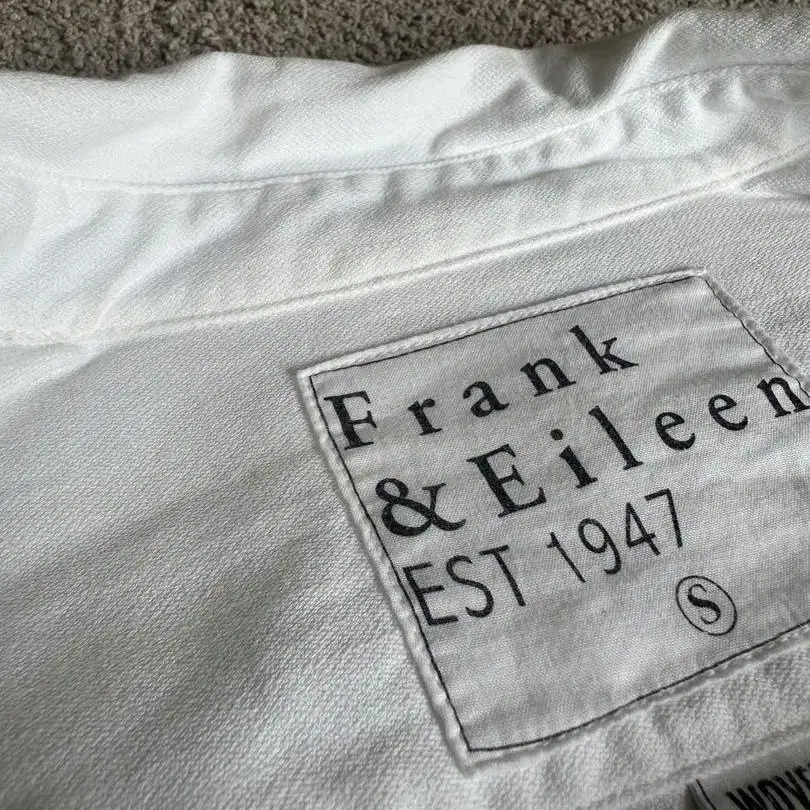 Frank
& Eileen
EST 1947
S